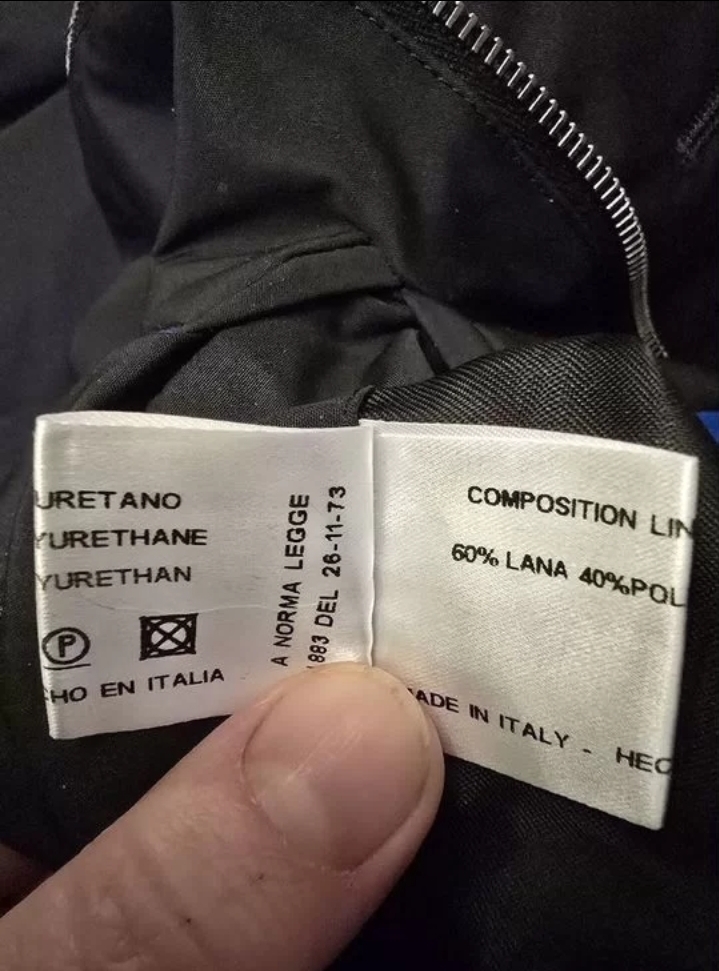 URETANO
YURETHANE
YURETHAN
P
HO EN ITALIA
A NORMA LEGGE
883 DEL 26-11-73
COMPOSITION LIN
60% LANA 40%POL
ADE IN ITALY - HEC